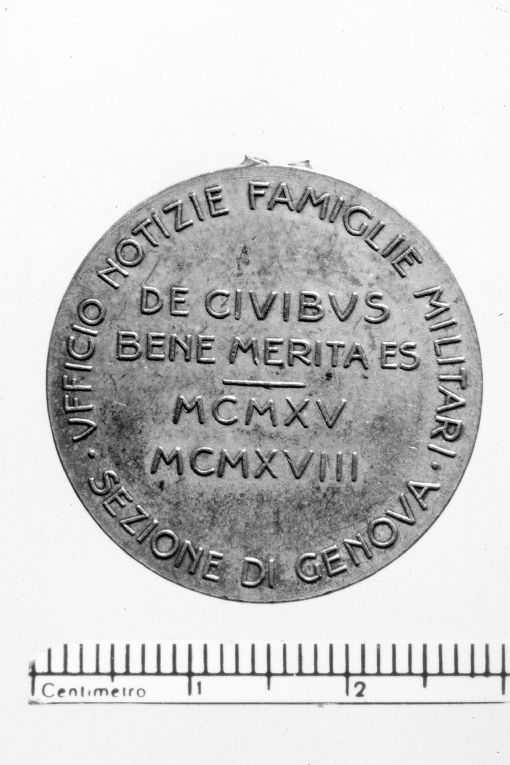 VFFICIO NOTIZIE FAMIGLIE MILITARI ·
DE CIVIBVS
BENE MERITA ES
MCMXV
MCMXVIII
· SEZIONE DI GENOVA
Centimetro 1 2